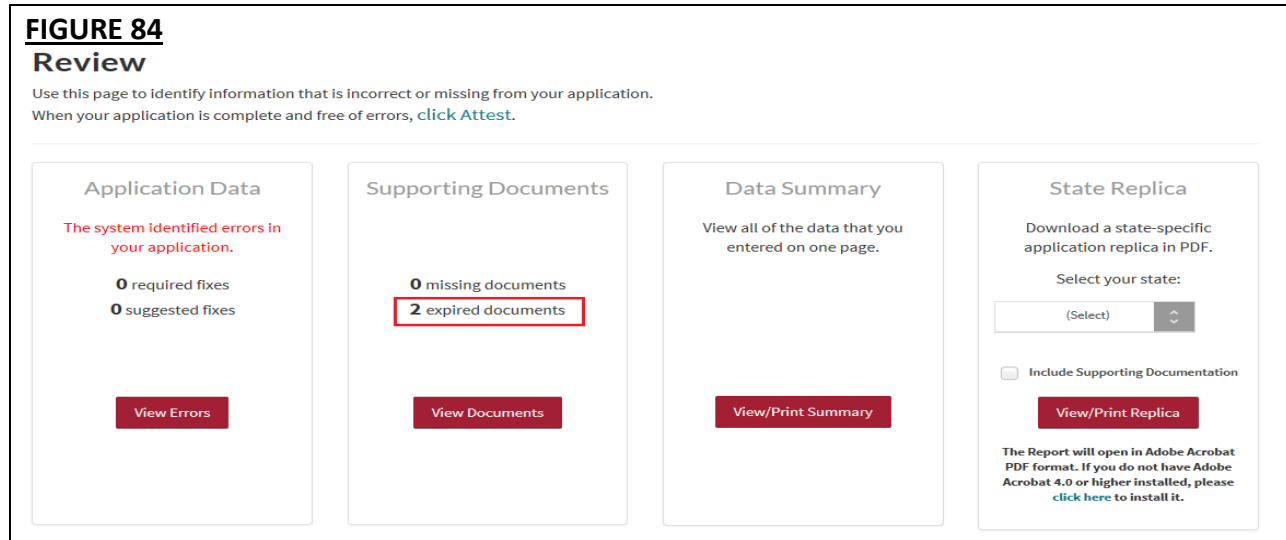 FIGURE 84
Review
Use this page to identify information that is incorrect or missing from your application.
When your application is complete and free of errors, click Attest.
Application Data
The system identified errors in
your application.
0 required fixes
0 suggested fixes
View Errors
Supporting Documents
0 missing documents
2 expired documents
View Documents
Data Summary
View all of the data that you
entered on one page.
View/Print Summary
State Replica
Download a state-specific
application replica in PDF.
Select your state:
(Select)
Include Supporting Documentation
View/Print Replica
The Report will open in Adobe Acrobat
PDF format. If you do not have Adobe
Acrobat 4.0 or higher installed, please
click here to install it.